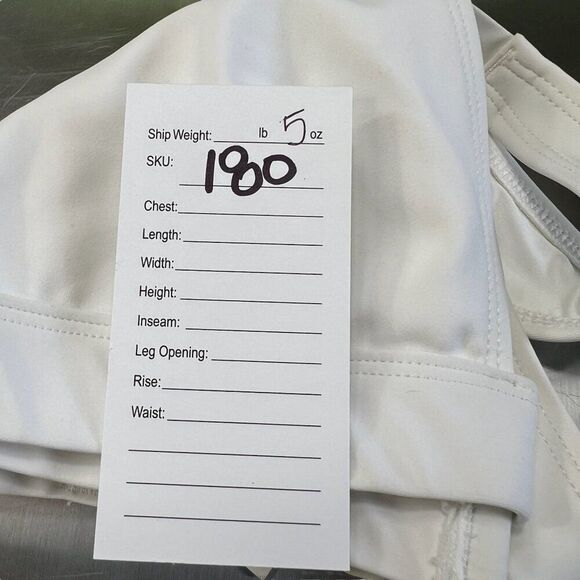 Ship Weight: lb 5 oz
SKU: 180
Chest:
Length:
Width:
Height:
Inseam:
Leg Opening:
Rise:
Waist: